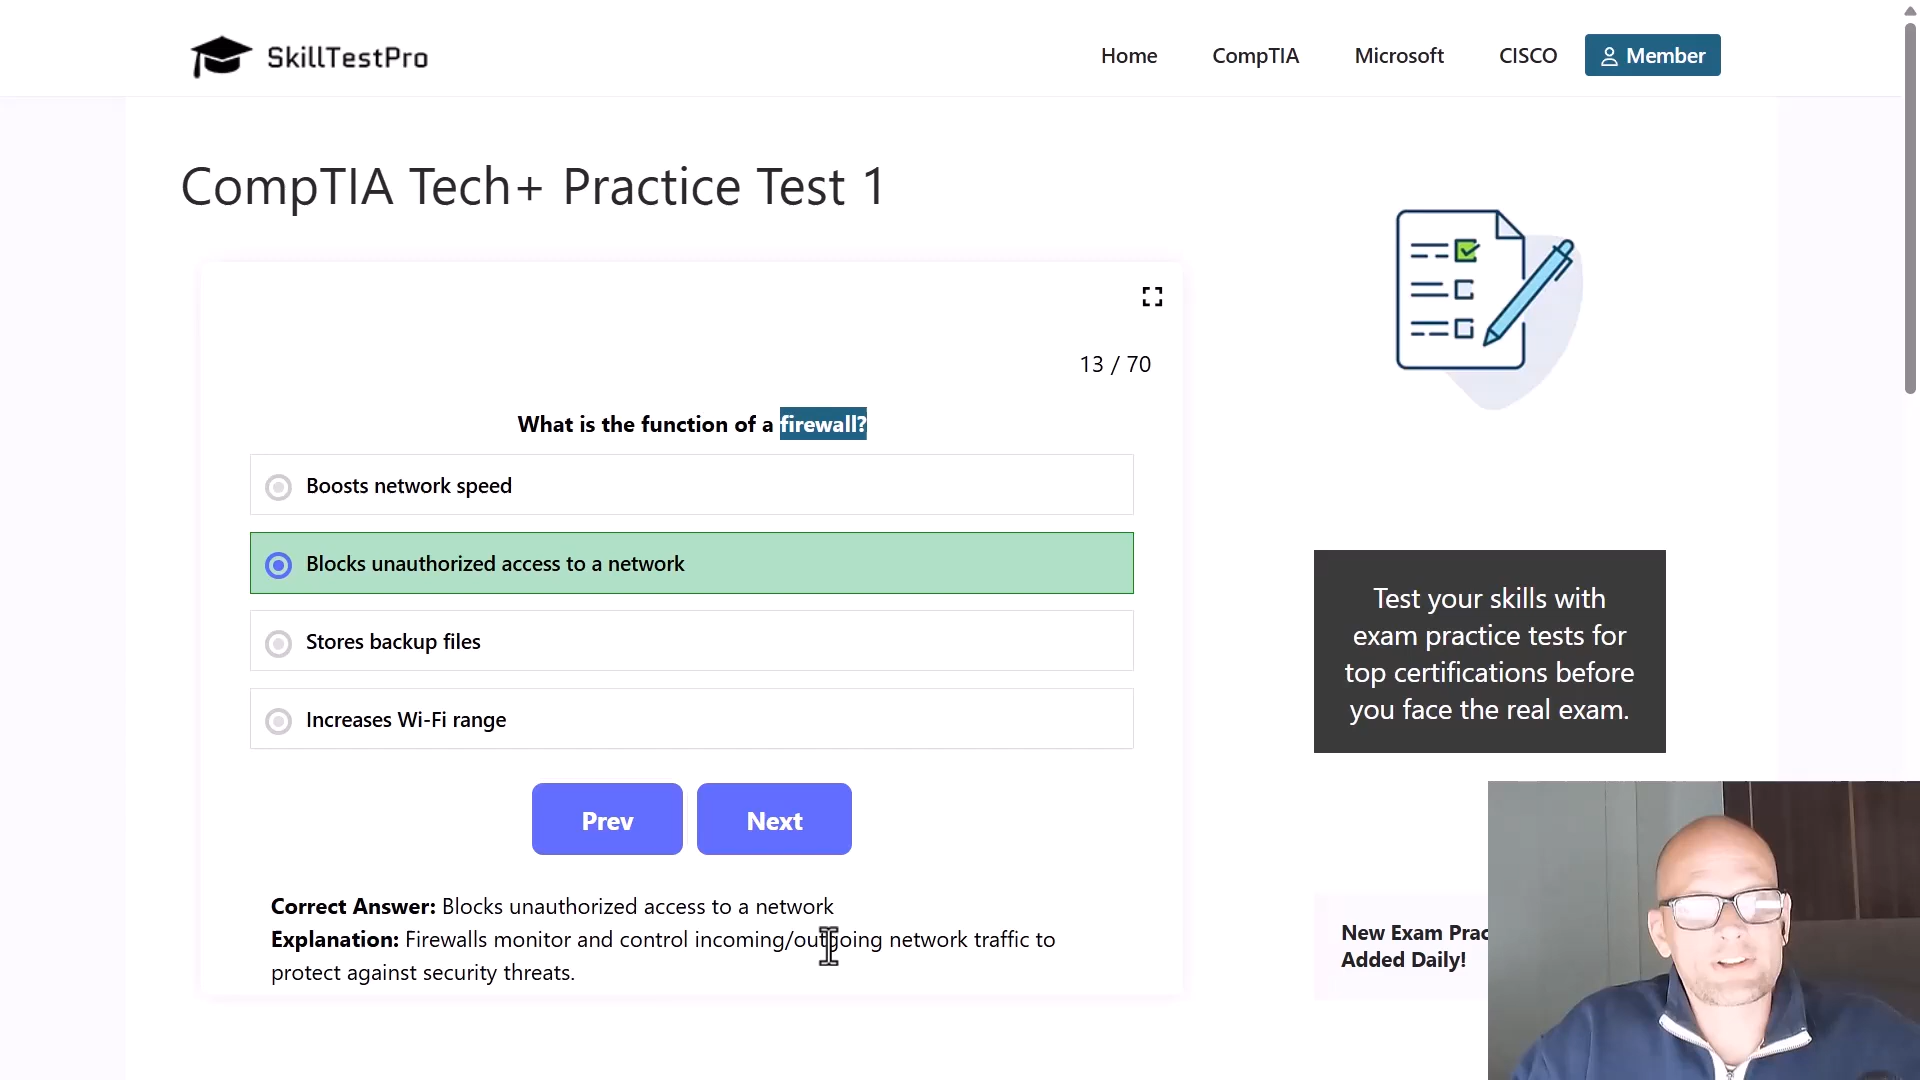 SkillTestPro
Home CompTIA Microsoft CISCO Member
CompTIA Tech+ Practice Test 1
13 / 70
What is the function of a firewall?
Boosts network speed
Blocks unauthorized access to a network
Stores backup files
Increases Wi-Fi range
Prev Next
Correct Answer: Blocks unauthorized access to a network
Explanation: Firewalls monitor and control incoming/outgoing network traffic to
protect against security threats.
Test your skills with
exam practice tests for
top certifications before
you face the real exam.
New Exam Prac
Added Daily!